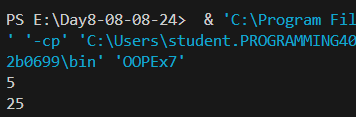 PS E:\Day8-08-08-24>  & 'C:\Program Fil
' '-cp' 'C:\Users\student.PROGRAMMING40
2b0699\bin' 'OOPEx7'
5
25